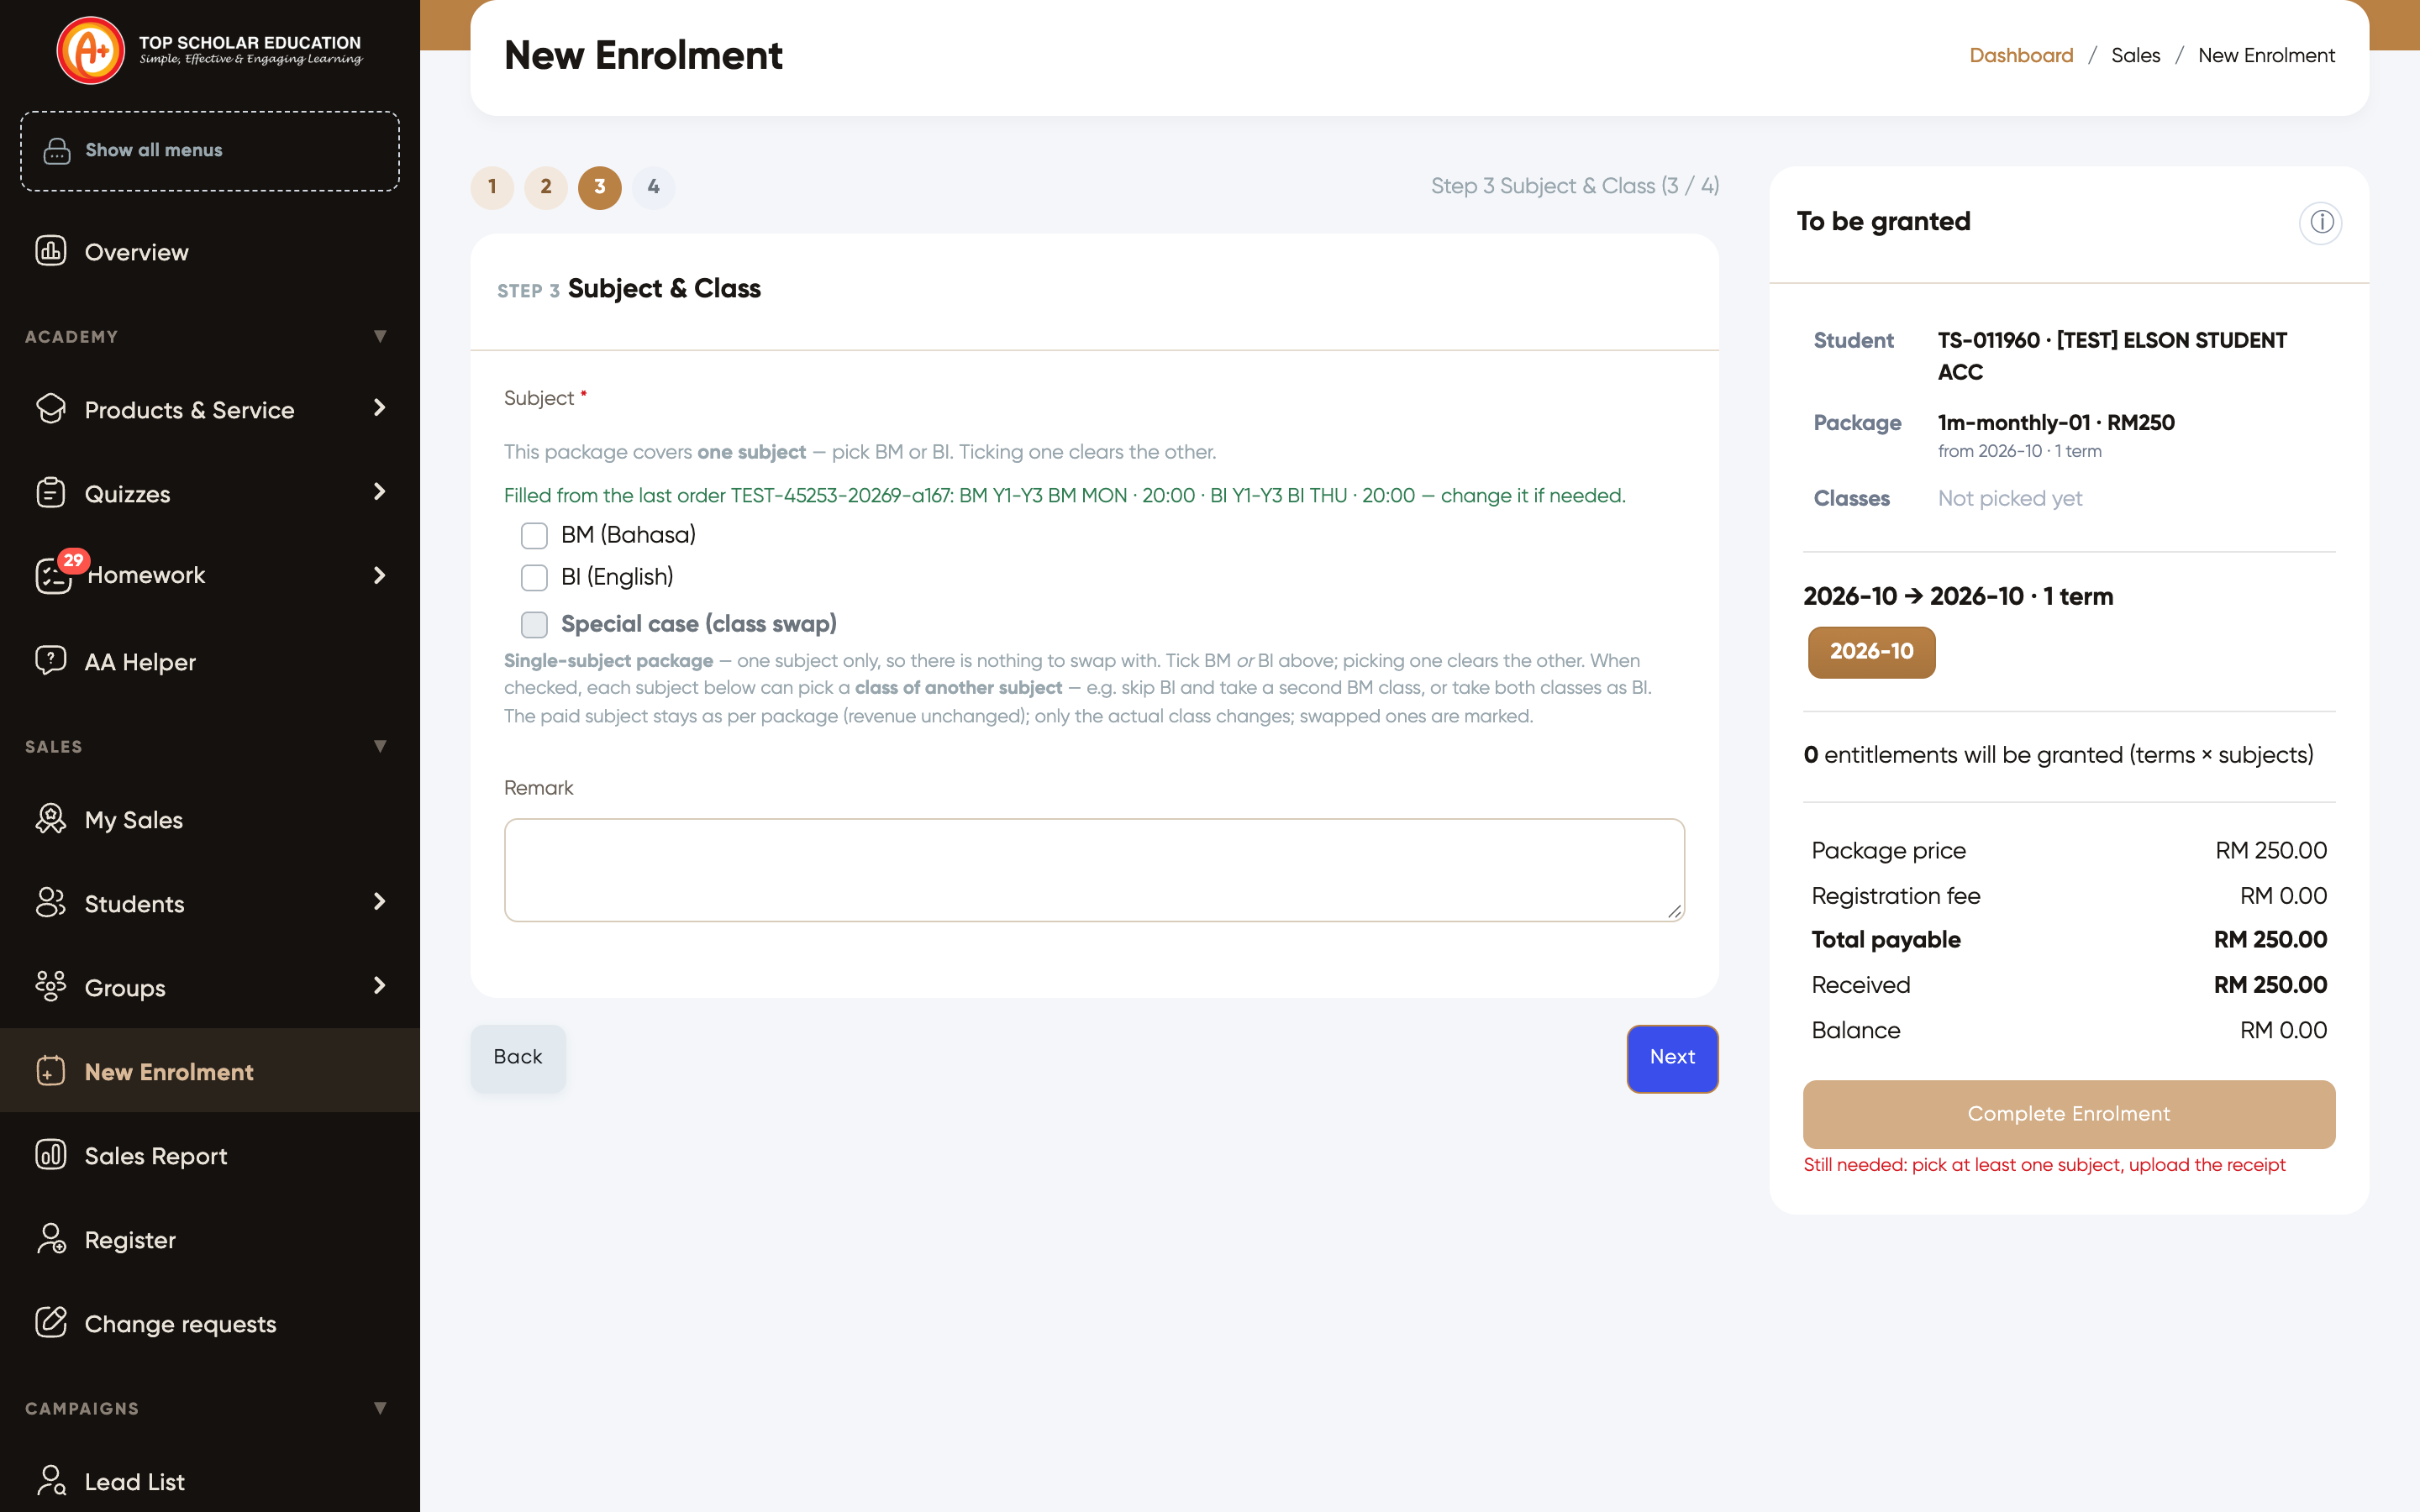 TOP SCHOLAR EDUCATION
Simple, Effective & Engaging Learning
Show all menus
Overview
ACADEMY
Products & Service
Quizzes
29
Homework
AA Helper
SALES
My Sales
Students
Groups
New Enrolment
Sales Report
Register
Change requests
CAMPAIGNS
Lead List
New Enrolment
Dashboard / Sales / New Enrolment
1 2 3 4
Step 3 Subject & Class (3 / 4)
STEP 3 Subject & Class
Subject *
This package covers one subject — pick BM or BI. Ticking one clears the other.
Filled from the last order TEST-45253-20269-a167: BM Y1-Y3 BM MON · 20:00 · BI Y1-Y3 BI THU · 20:00 — change it if needed.
BM (Bahasa)
BI (English)
Special case (class swap)
Single-subject package — one subject only, so there is nothing to swap with. Tick BM or BI above; picking one clears the other. When
checked, each subject below can pick a class of another subject — e.g. skip BI and take a second BM class, or take both classes as BI.
The paid subject stays as per package (revenue unchanged); only the actual class changes; swapped ones are marked.
Remark
Back
Next
To be granted
Student TS-011960 · [TEST] ELSON STUDENT
ACC
Package 1m-monthly-01 · RM250
from 2026-10 · 1 term
Classes Not picked yet
2026-10 → 2026-10 · 1 term
2026-10
0 entitlements will be granted (terms × subjects)
Package price RM 250.00
Registration fee RM 0.00
Total payable RM 250.00
Received RM 250.00
Balance RM 0.00
Complete Enrolment
Still needed: pick at least one subject, upload the receipt